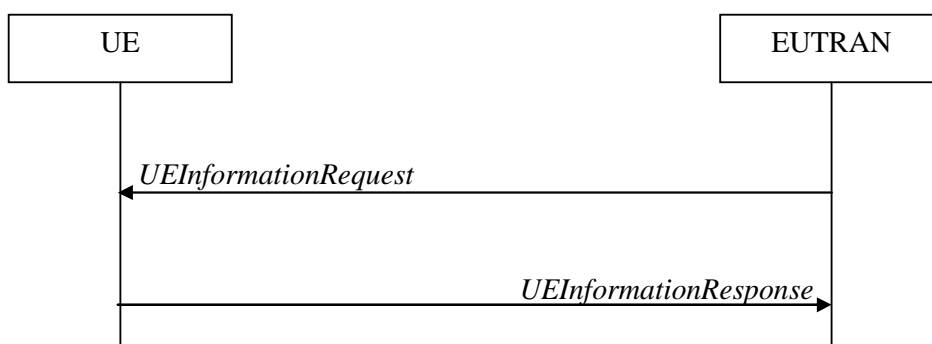 UE
EUTRAN
UEInformationRequest
UEInformationResponse